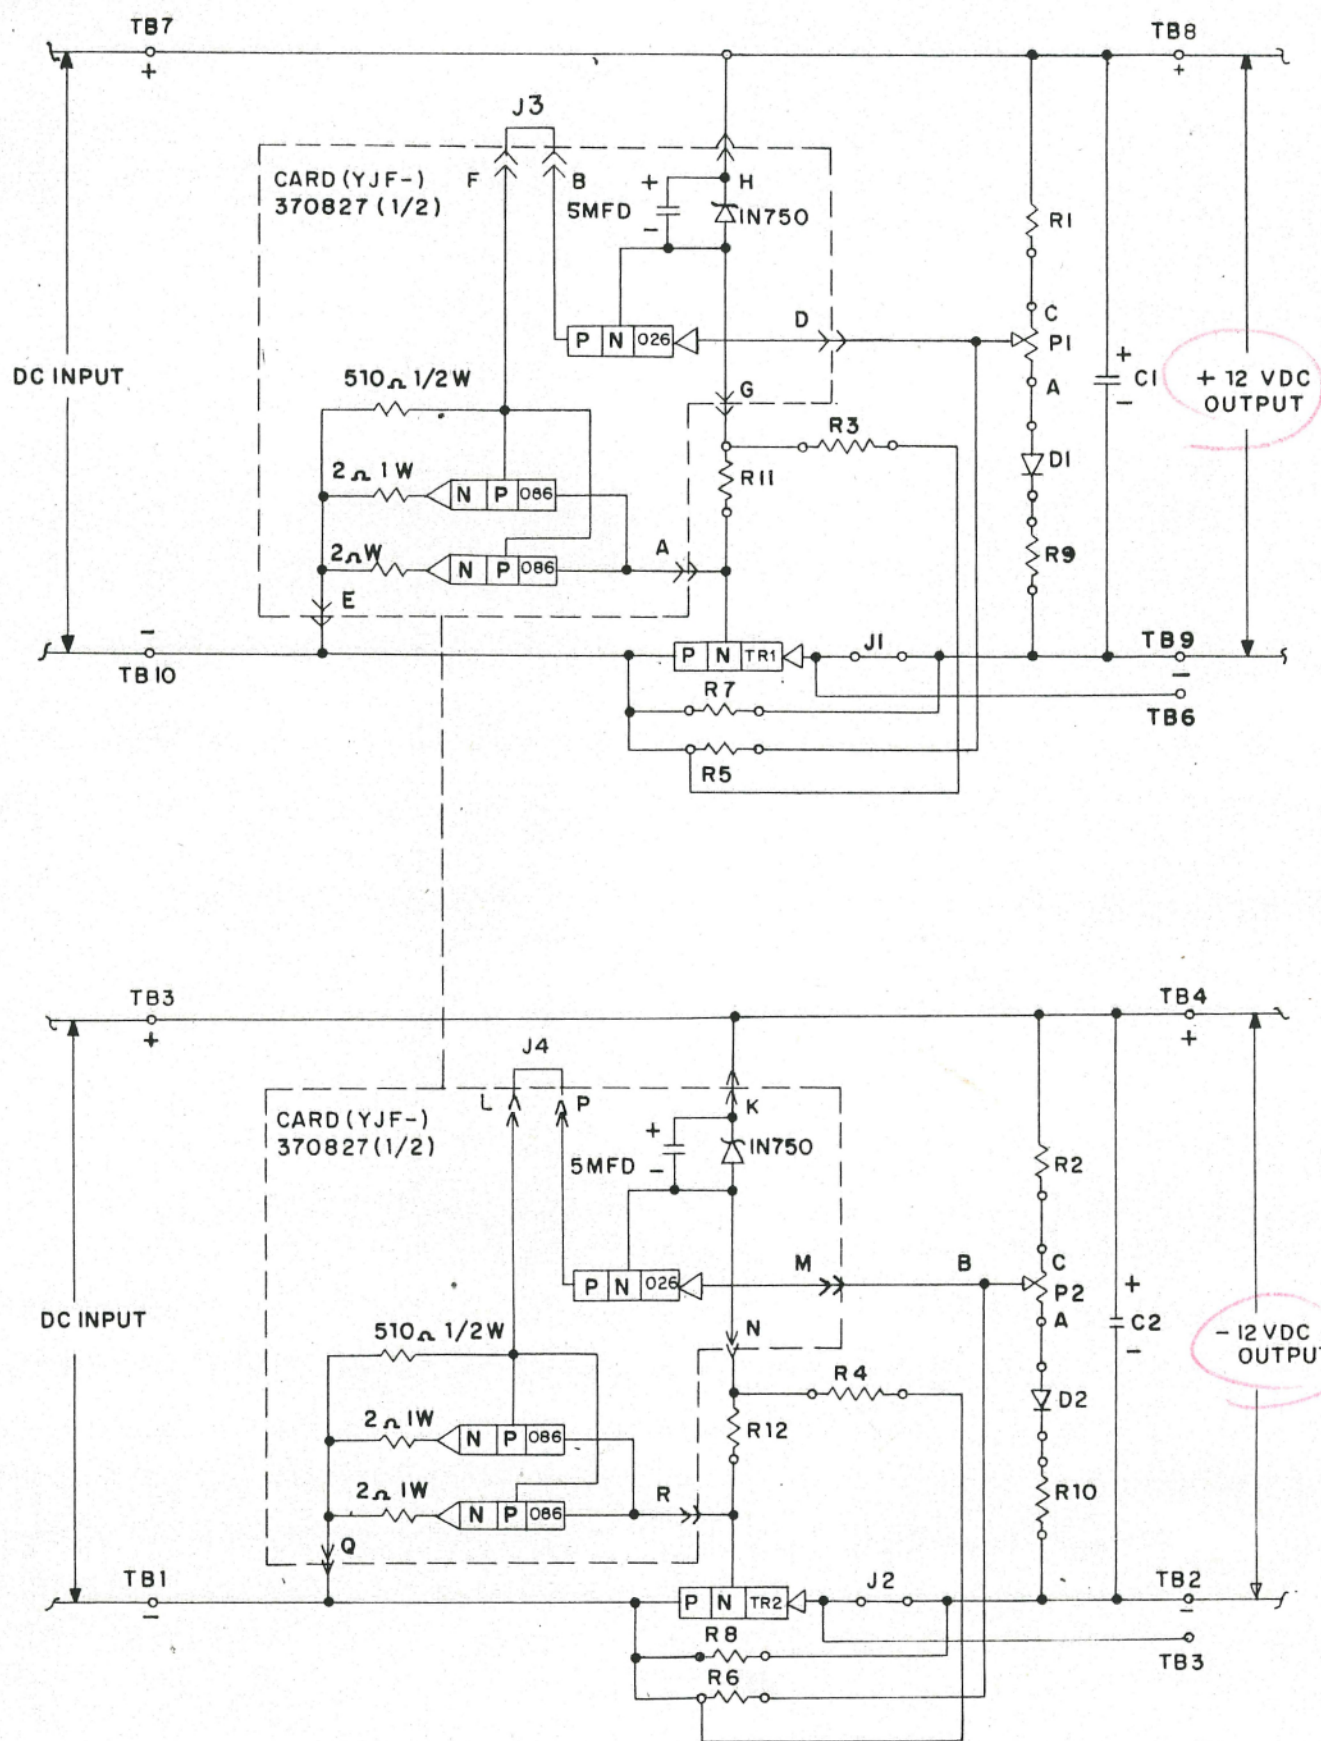 TB7
+
TB8
+
J3
CARD (YJF-)
370827 (1/2)
F
B
+
5MFD
−
H
IN750
R1
C
P1
A
D
P N 026
DC INPUT
510Ω 1/2W
G
R3
+
C1
−
+ 12 VDC
OUTPUT
2Ω 1W
N P 086
R11
D1
2ΩW
N P 086
A
R9
E
−
TB10
P N TR1
J1
TB9
−
TB6
R7
R5
TB3
+
TB4
+
J4
CARD (YJF-)
370827 (1/2)
L
P
+
5MFD
−
K
IN750
R2
C
P2
A
M
B
P N 026
DC INPUT
510Ω 1/2W
N
R4
+
C2
−
- 12 VDC
OUTPUT
2Ω 1W
N P 086
R12
D2
2Ω 1W
N P 086
R
R10
Q
TB1
−
P N TR2
J2
TB2
−
TB3
R8
R6